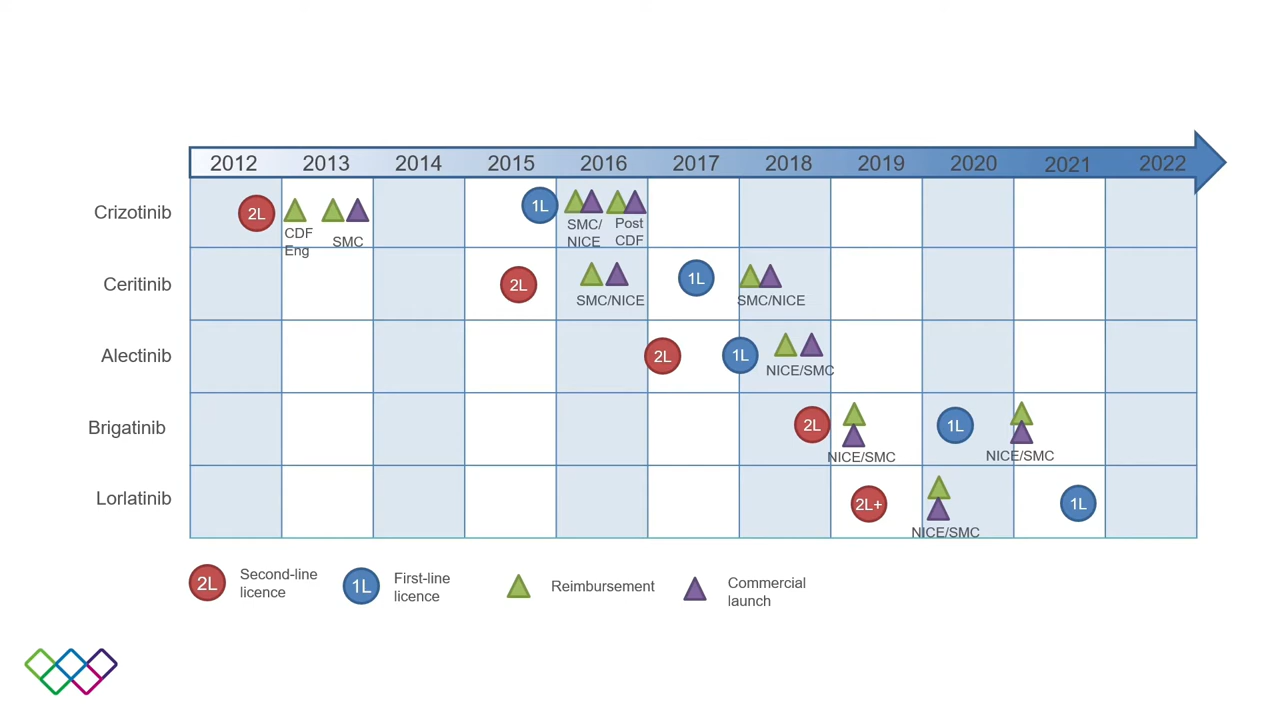 2012 2013 2014 2015 2016 2017 2018 2019 2020 2021 2022
Crizotinib
2L
CDF
Eng
SMC
1L
SMC/
NICE
Post
CDF
Ceritinib
2L
SMC/NICE
1L
SMC/NICE
Alectinib
2L
1L
NICE/SMC
Brigatinib
2L
NICE/SMC
1L
NICE/SMC
Lorlatinib
2L+
NICE/SMC
1L
2L
Second-line
licence
1L
First-line
licence
Reimbursement
Commercial
launch